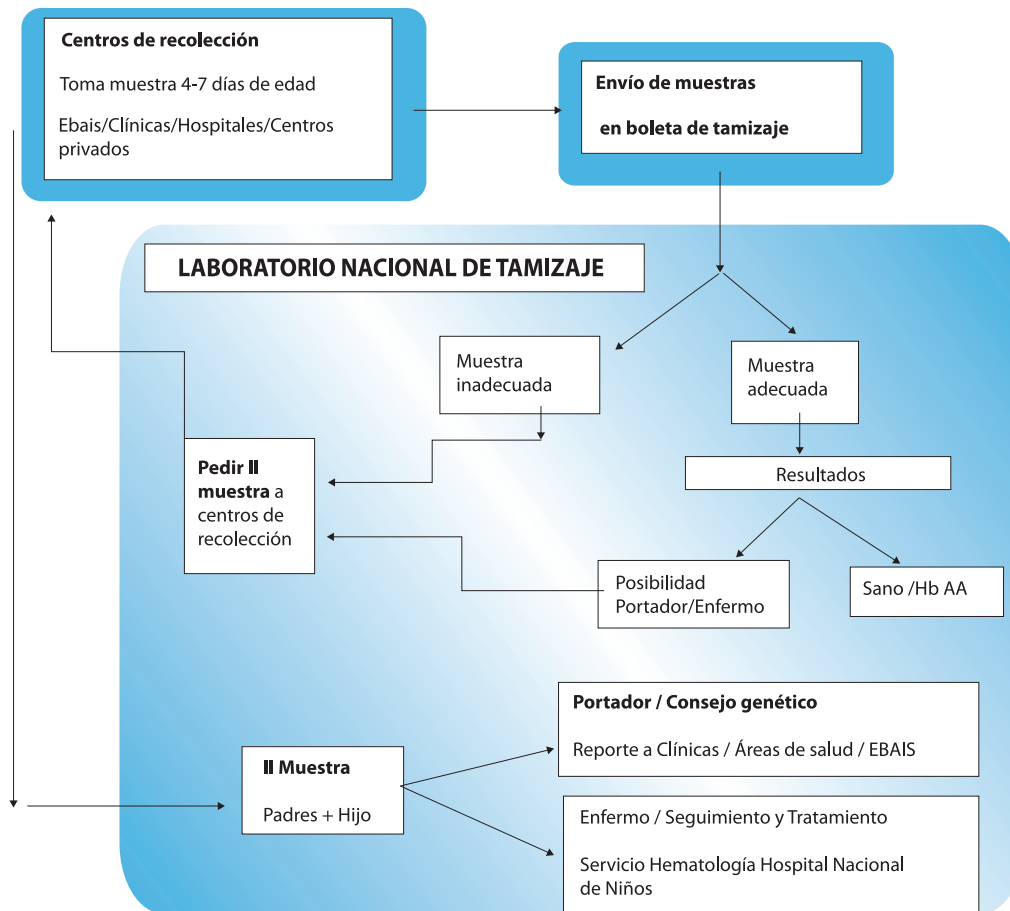 Centros de recolección
Toma muestra 4-7 días de edad
Ebais/Clínicas/Hospitales/Centros
privados
Envío de muestras
en boleta de tamizaje
LABORATORIO NACIONAL DE TAMIZAJE
Muestra
inadecuada
Muestra
adecuada
Pedir II
muestra a
centros de
recolección
Resultados
Posibilidad
Portador/Enfermo
Sano /Hb AA
II Muestra
Padres + Hijo
Portador / Consejo genético
Reporte a Clínicas / Áreas de salud / EBAIS
Enfermo / Seguimiento y Tratamiento
Servicio Hematología Hospital Nacional
de Niños